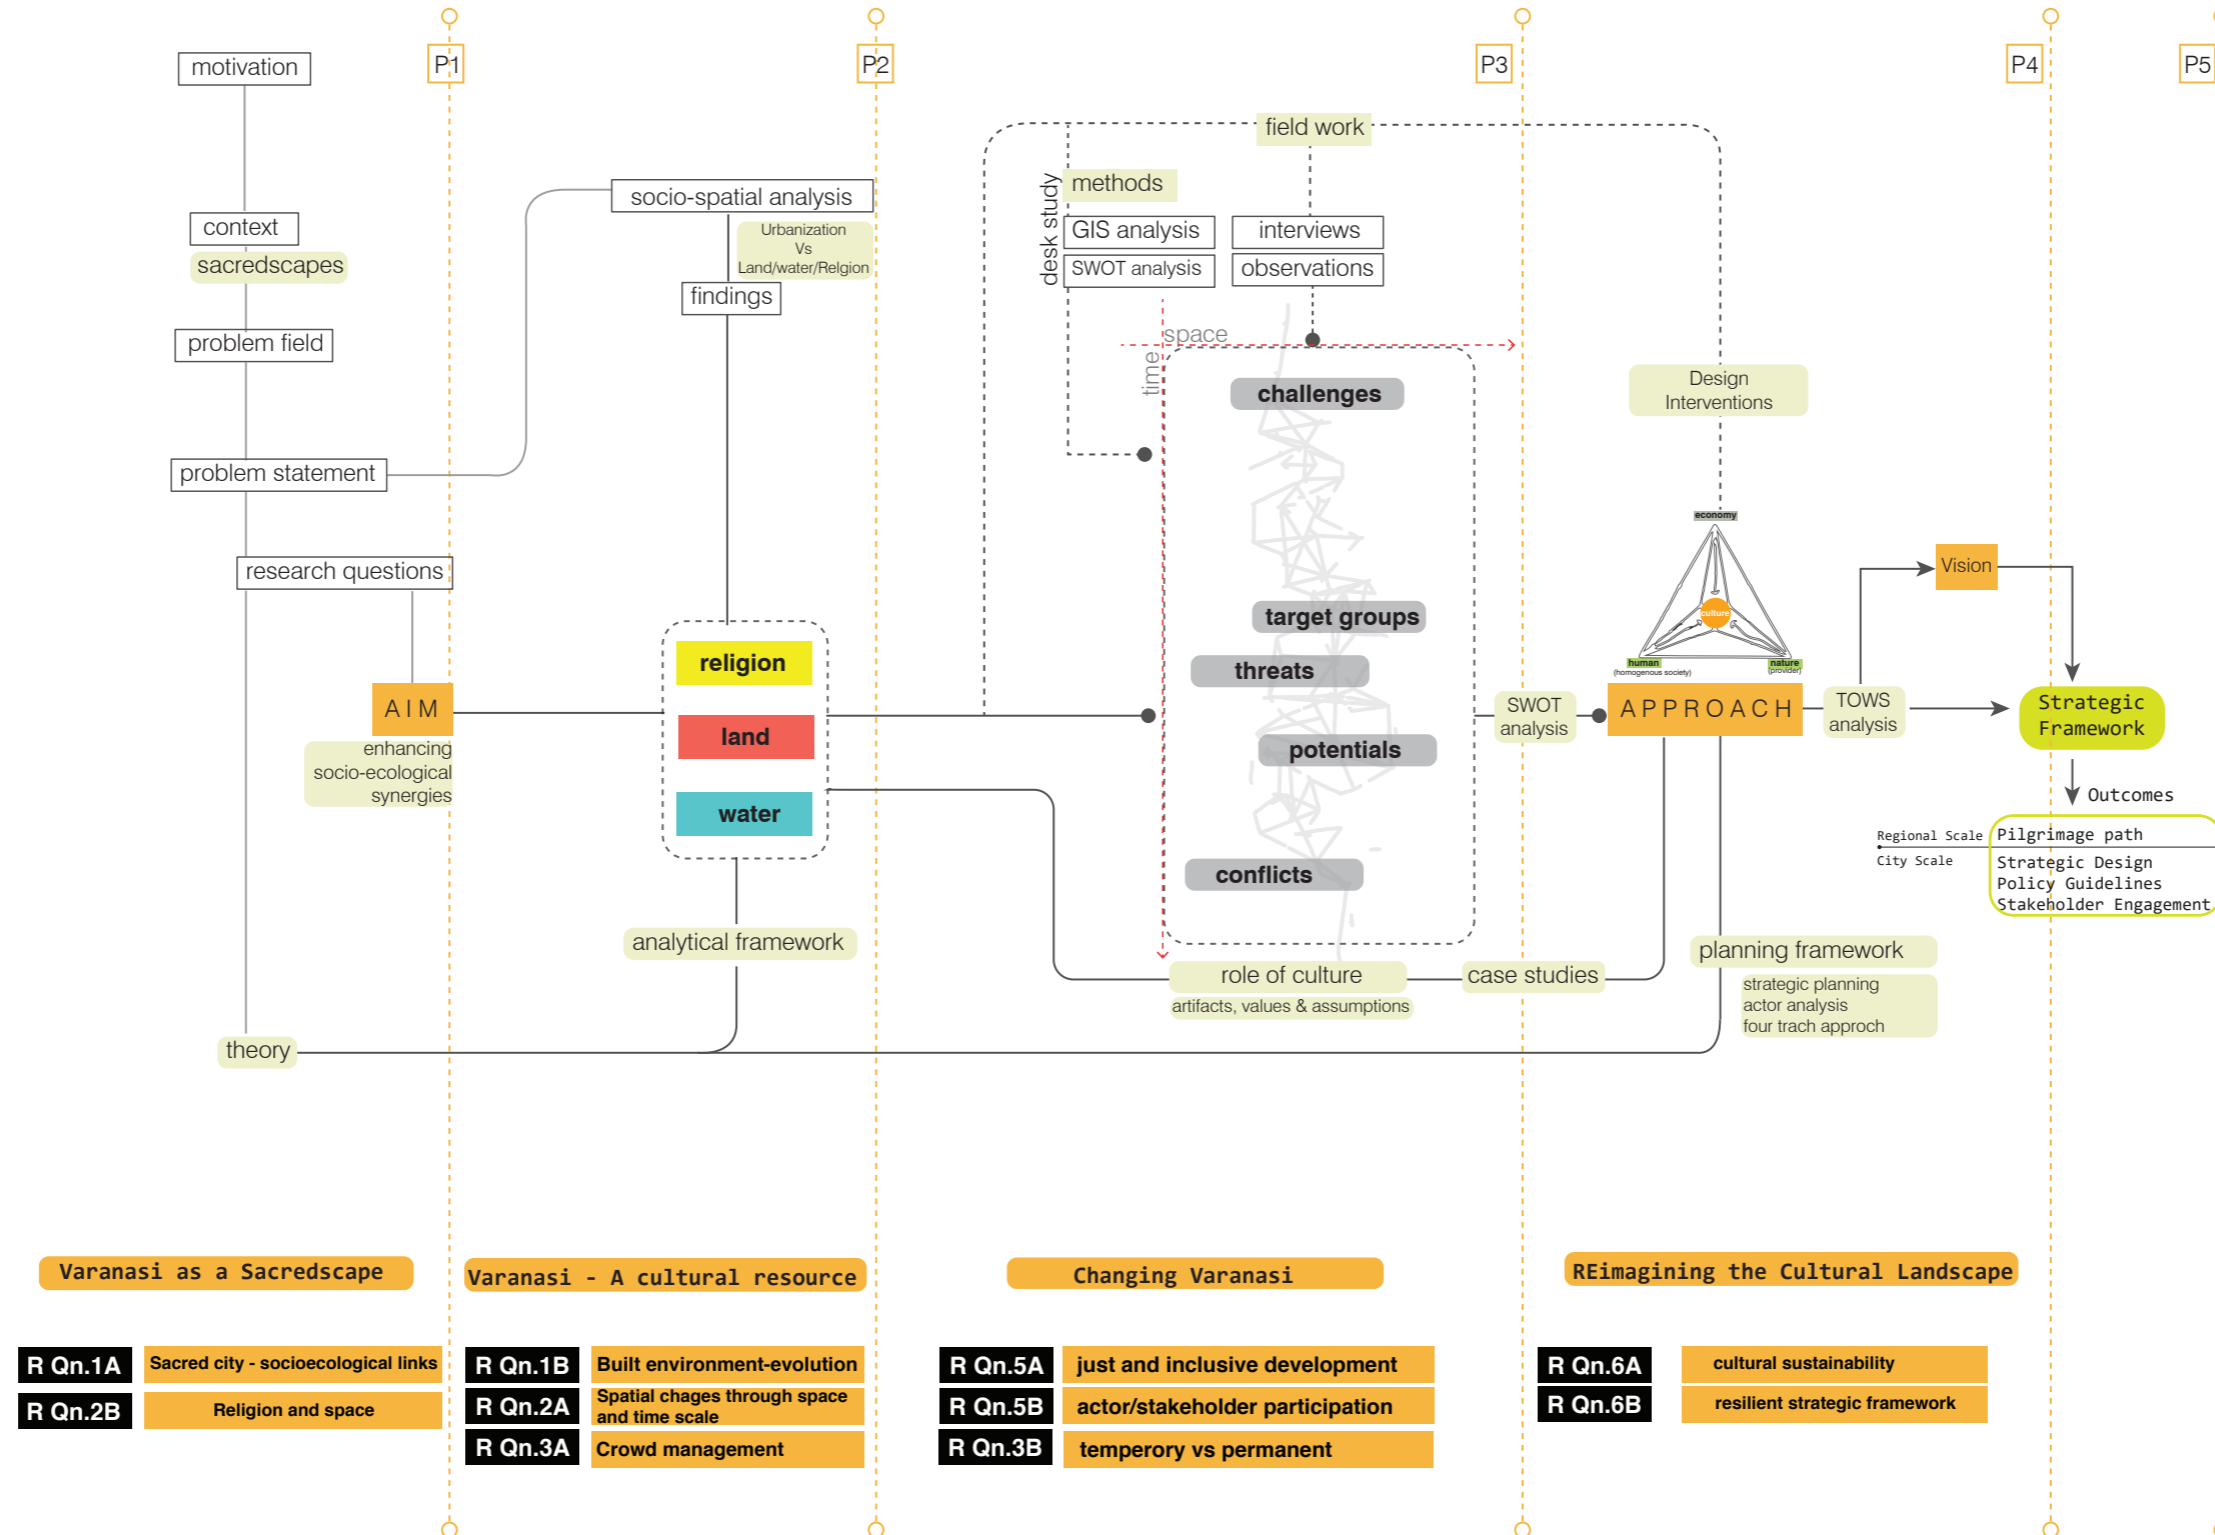 P1
P2
P3
P4
P5
motivation
context
sacredscapes
problem field
problem statement
research questions
AIM
enhancing
socio-ecological
synergies
theory
socio-spatial analysis
Urbanization
Vs
Land/water/Relgion
findings
religion
land
water
analytical framework
field work
desk study
methods
GIS analysis
SWOT analysis
interviews
observations
space
time
challenges
target groups
threats
potentials
conflicts
role of culture
artifacts, values & assumptions
case studies
SWOT
analysis
Design
Interventions
economy
culture
human
(homogenous society)
nature
(provider)
APPROACH
TOWS
analysis
planning framework
strategic planning
actor analysis
four trach approch
Vision
Strategic
Framework
Outcomes
Regional Scale
Pilgrimage path
City Scale
Strategic Design
Policy Guidelines
Stakeholder Engagement
Varanasi as a Sacredscape
R Qn.1A Sacred city - socioecological links
R Qn.2B Religion and space
Varanasi - A cultural resource
R Qn.1B Built environment-evolution
R Qn.2A Spatial chages through space
and time scale
R Qn.3A Crowd management
Changing Varanasi
R Qn.5A just and inclusive development
R Qn.5B actor/stakeholder participation
R Qn.3B temperory vs permanent
REimagining the Cultural Landscape
R Qn.6A cultural sustainability
R Qn.6B resilient strategic framework